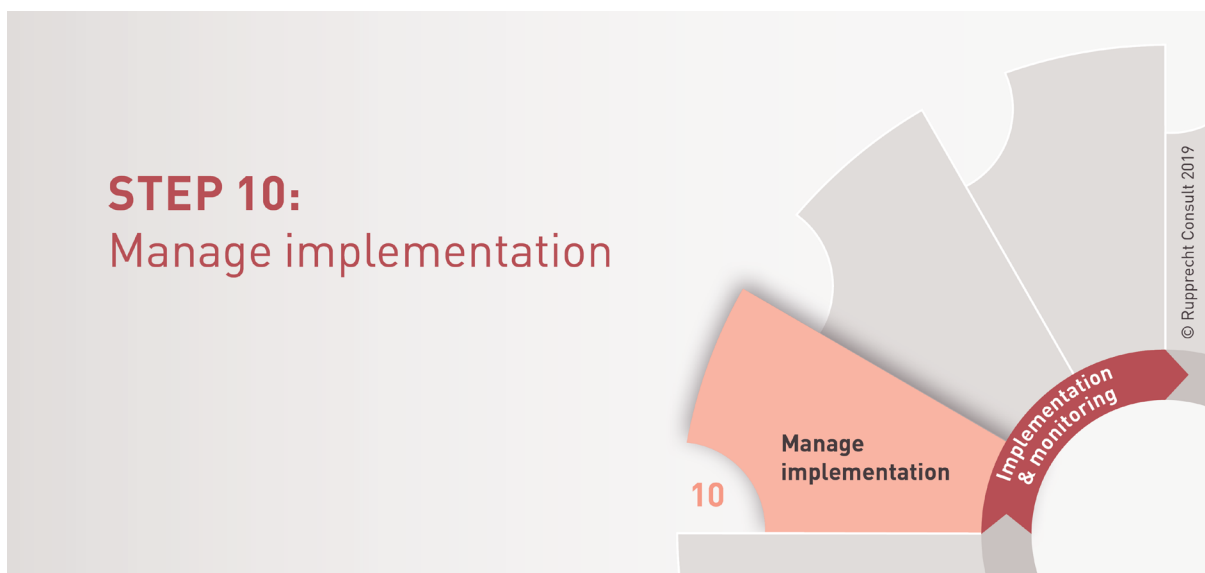 STEP 10:
Manage implementation
Manage
implementation
10
Implementation
& monitoring
© Rupprecht Consult 2019